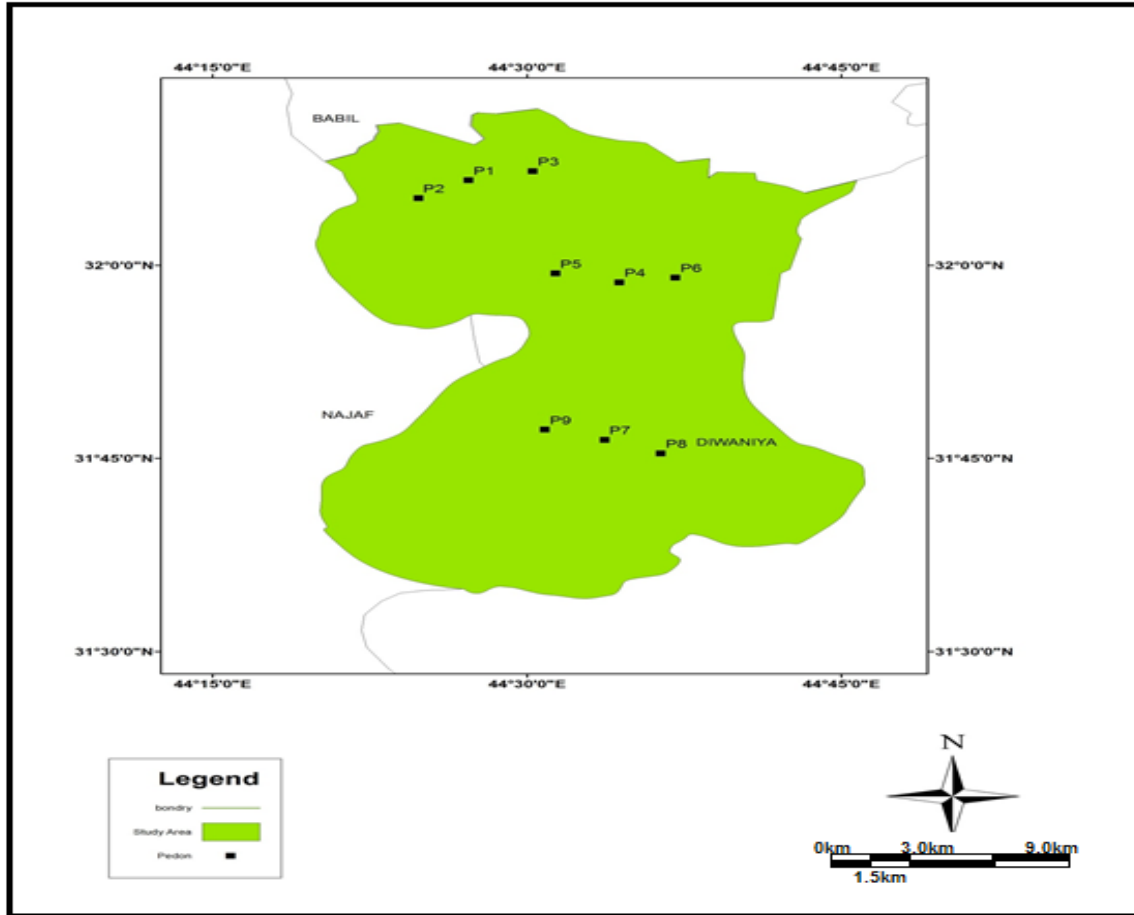 44°15'0"E 44°30'0"E 44°45'0"E
BABIL
P3
P1
P2
32°0'0"N 32°0'0"N
P5 P4 P6
NAJAF
P9 P7 P8 DIWANIYA
31°45'0"N 31°45'0"N
31°30'0"N 31°30'0"N
44°15'0"E 44°30'0"E 44°45'0"E
N
Legend
bondry
Study Area
Pedon
0km 3.0km 9.0km
1.5km